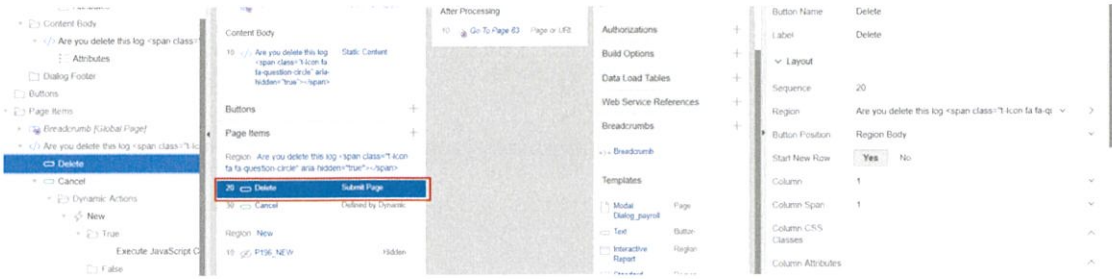 Content Body
Are you delete this log <span class="
Attributes
Dialog Footer
Buttons
Page Items
Breadcrumb [Global Page]
Are you delete this log <span class="t-ic
Delete
Cancel
Dynamic Actions
New
True
Execute JavaScript C
False
Content Body
10 Are you delete this log Static Content
<span class="t-Icon fa
fa-question-circle" aria-
hidden="true"></span>
Buttons
Page Items
Region Are you delete this log <span class="t-Icon
fa fa-question-circle" aria-hidden="true"></span>
20 Delete Submit Page
30 Cancel Defined by Dynamic
Region New
10 P156_NEW Hidden
After Processing
10 Go To Page 63 Page or URL
Authorizations
Build Options
Data Load Tables
Web Service References
Breadcrumbs
Breadcrumb
Templates
Modal Page
Dialog_payroll
Text Button
Interactive Region
Report
Standard
Button Name Delete
Label Delete
Layout
Sequence 20
Region Are you delete this log <span class="t-Icon fa fa-qu
Button Position Region Body
Start New Row Yes No
Column 1
Column Span 1
Column CSS
Classes
Column Attributes